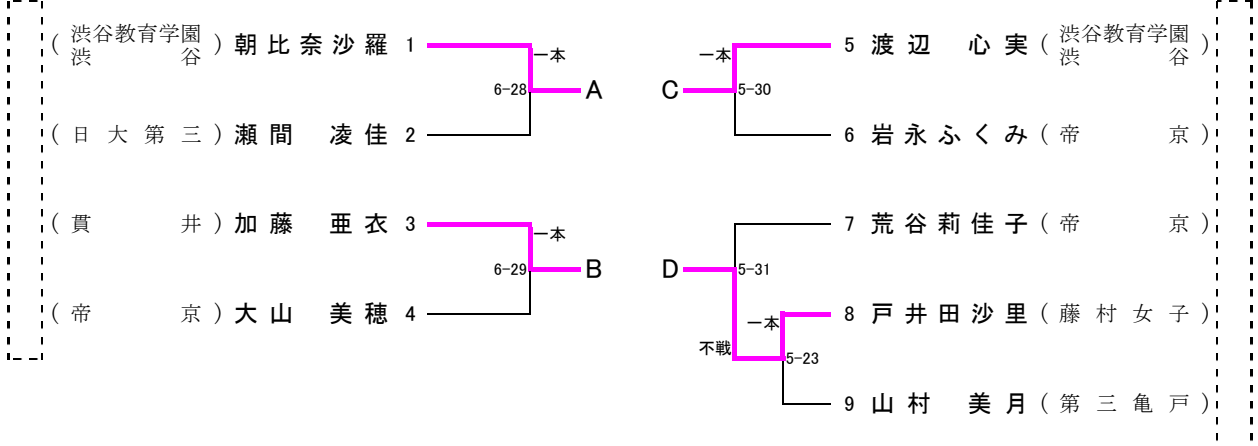 (渋谷教育学園渋谷) 朝比奈沙羅 1
一本
6-28 A
(日大第三) 瀬間 凌佳 2
(貫井) 加藤 亜衣 3
一本
6-29 B
(帝京) 大山 美穂 4
5 渡辺 心実 (渋谷教育学園渋谷)
一本
C 5-30
6 岩永ふくみ (帝京)
7 荒谷莉佳子 (帝京)
D 5-31
8 戸井田沙里 (藤村女子)
一本
不戦 5-23
9 山村 美月 (第三亀戸)